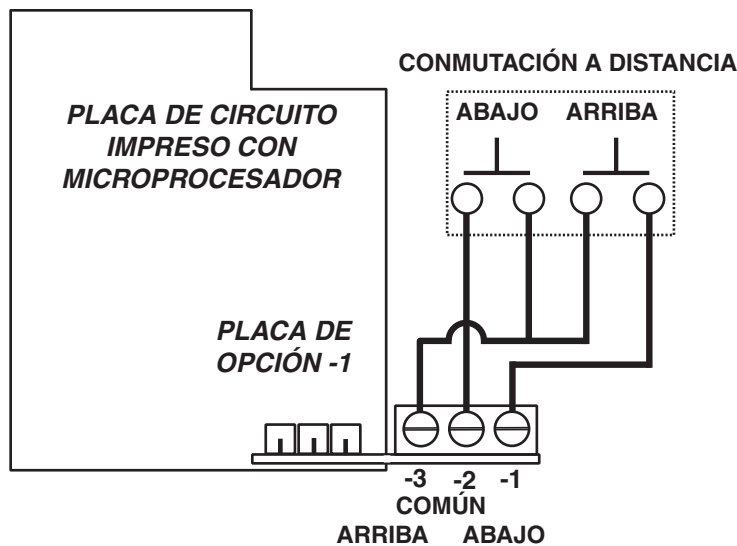 CONMUTACIÓN A DISTANCIA
ABAJO ARRIBA
PLACA DE CIRCUITO
IMPRESO CON
MICROPROCESADOR
PLACA DE
OPCIÓN -1
-3 -2 -1
COMÚN
ARRIBA ABAJO